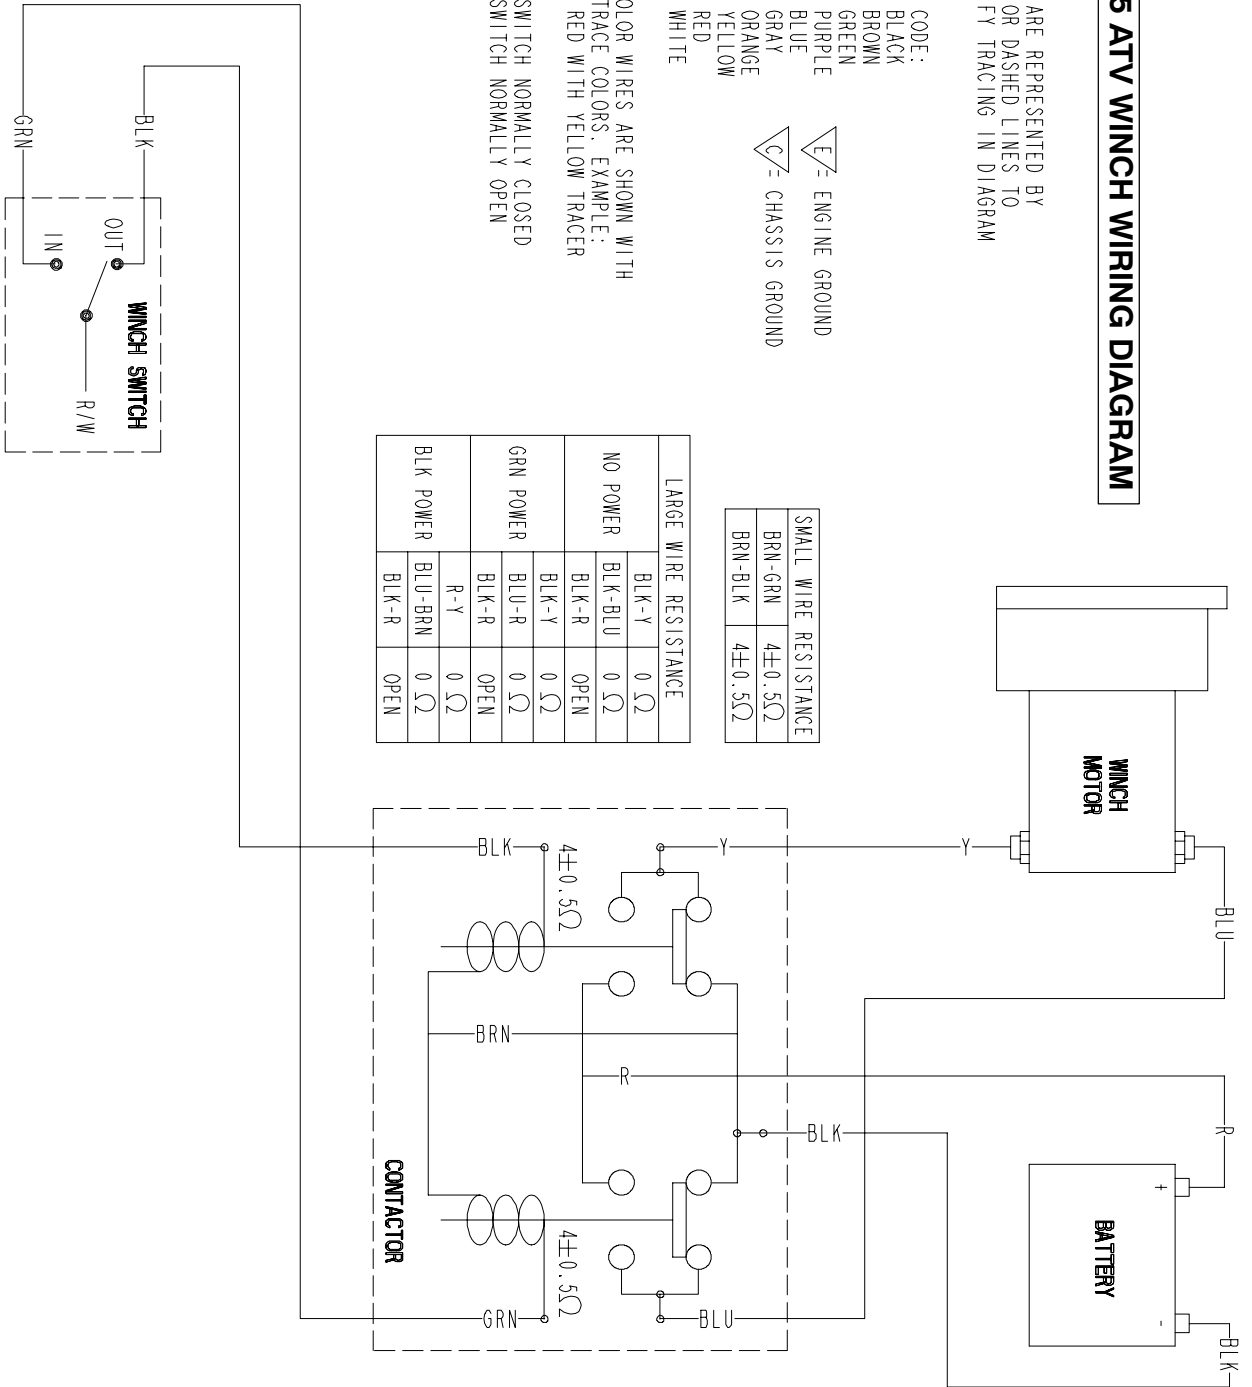 5 ATV WINCH WIRING DIAGRAM
ARE REPRESENTED BY
OR DASHED LINES TO
FY TRACING IN DIAGRAM
CODE:
BLACK
BROWN
GREEN
PURPLE
BLUE
GRAY
ORANGE
YELLOW
RED
WHITE
E = ENGINE GROUND
C = CHASSIS GROUND
OLOR WIRES ARE SHOWN WITH
TRACE COLORS. EXAMPLE:
RED WITH YELLOW TRACER
SWITCH NORMALLY CLOSED
SWITCH NORMALLY OPEN
SMALL WIRE RESISTANCE
BRN-GRN 4±0.5Ω
BRN-BLK 4±0.5Ω
LARGE WIRE RESISTANCE
NO POWER
BLK-Y 0 Ω
BLK-BLU 0 Ω
BLK-R OPEN
GRN POWER
BLK-Y 0 Ω
BLU-R 0 Ω
BLK-R OPEN
BLK POWER
R-Y 0 Ω
BLU-BRN 0 Ω
BLK-R OPEN
WINCH
MOTOR
BLU
Y
R
BLK
+
-
BATTERY
Y
BLK
BLU
R
BRN
BLK
4±0.5Ω
4±0.5Ω
GRN
CONTACTOR
BLK
GRN
OUT
IN
R/W
WINCH SWITCH